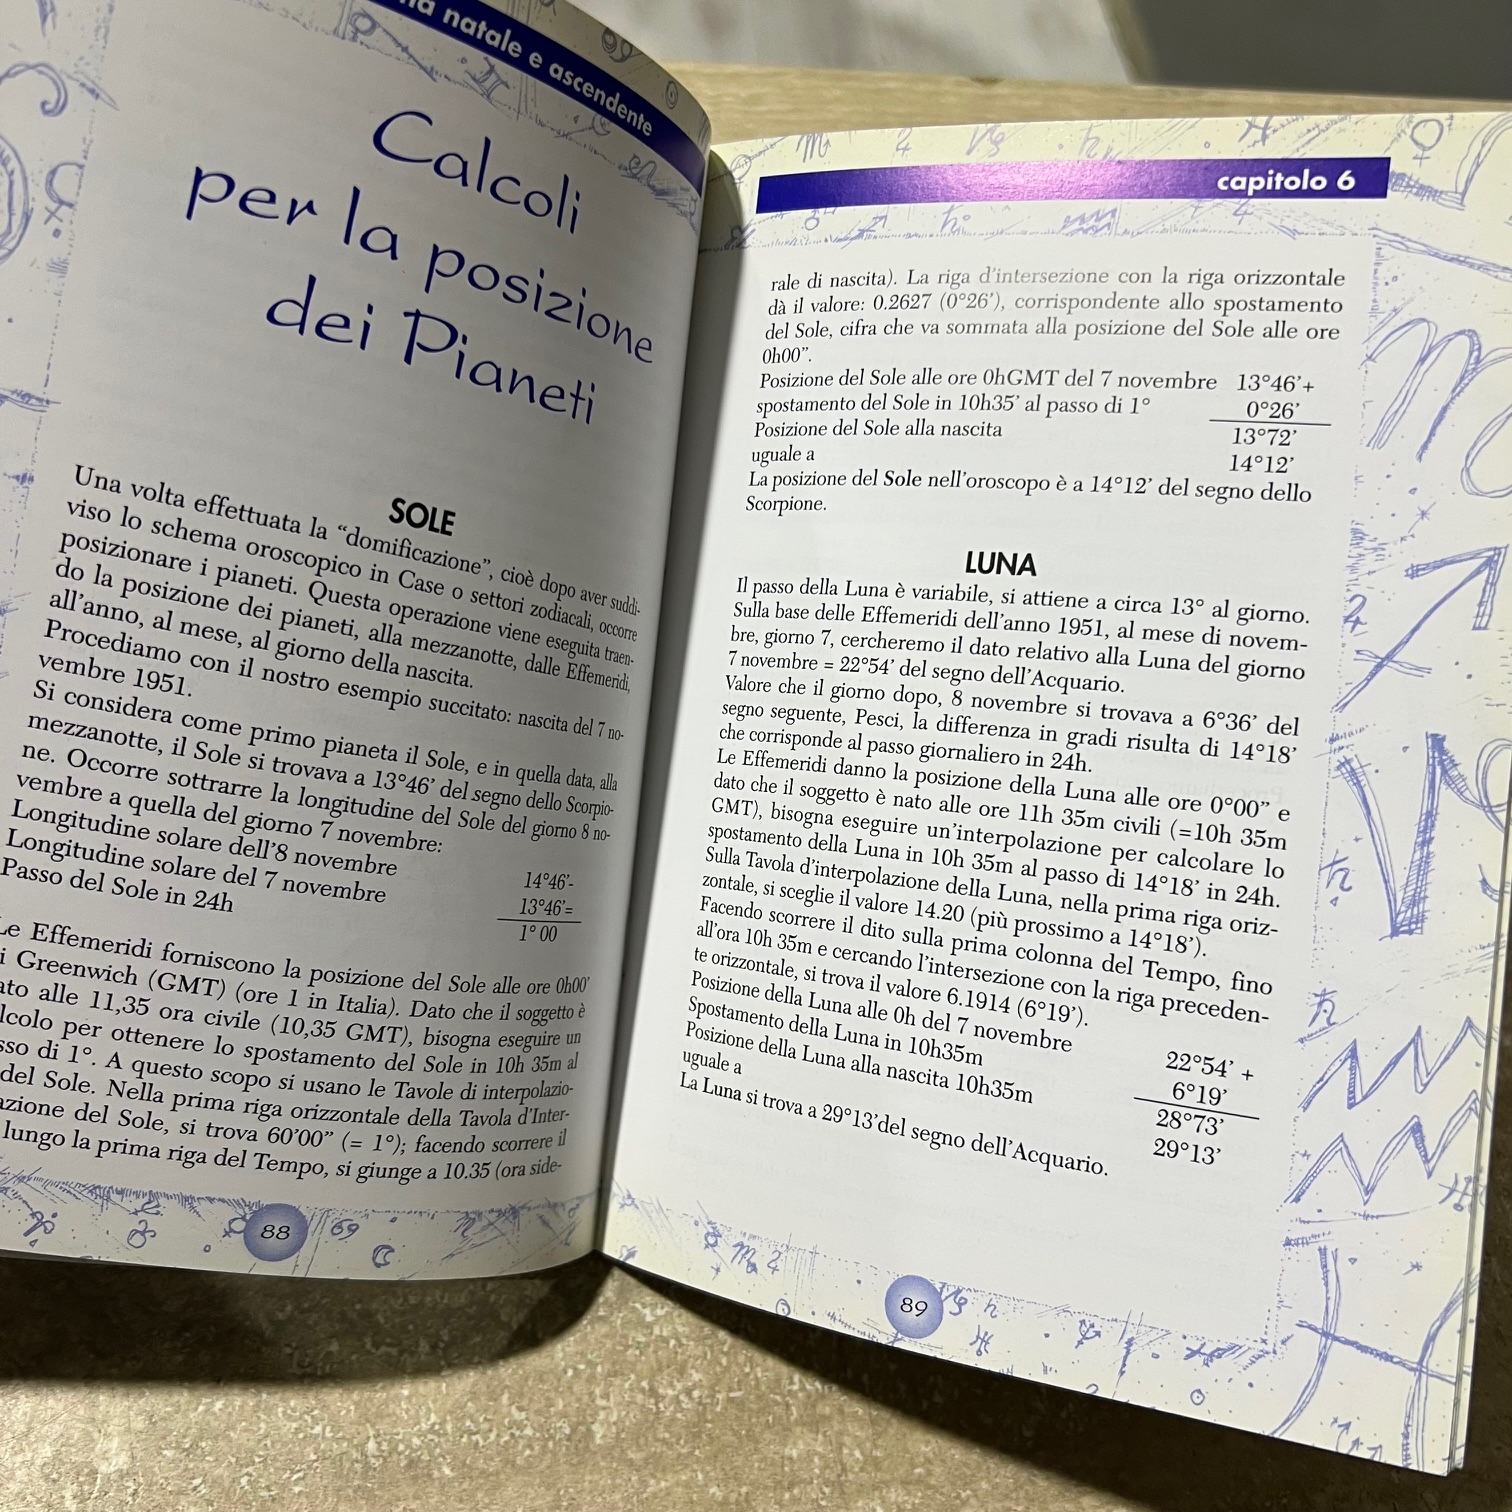 natale e ascendente
Calcoli
per la posizione
dei Pianeti
SOLE
Una volta effettuata la “domificazione”, cioè dopo aver suddi-
viso lo schema oroscopico in Case o settori zodiacali, occorre
posizionare i pianeti. Questa operazione viene eseguita traen-
do la posizione dei pianeti, alla mezzanotte, dalle Effemeridi,
all’anno, al mese, al giorno della nascita.
Procediamo con il nostro esempio succitato: nascita del 7 no-
vembre 1951.
Si considera come primo pianeta il Sole, e in quella data, alla
mezzanotte, il Sole si trovava a 13°46’ del segno dello Scorpio-
ne. Occorre sottrarre la longitudine del Sole del giorno 8 no-
vembre a quella del giorno 7 novembre:
Longitudine solare dell’8 novembre 14°46’-
Longitudine solare del 7 novembre 13°46’=
Passo del Sole in 24h 1° 00
Le Effemeridi forniscono la posizione del Sole alle ore 0h00’
i Greenwich (GMT) (ore 1 in Italia). Dato che il soggetto è
ato alle 11,35 ora civile (10,35 GMT), bisogna eseguire un
lcolo per ottenere lo spostamento del Sole in 10h 35m al
sso di 1°. A questo scopo si usano le Tavole di interpolazio-
del Sole. Nella prima riga orizzontale della Tavola d’Inter-
azione del Sole, si trova 60’00” (= 1°); facendo scorrere il
lungo la prima riga del Tempo, si giunge a 10.35 (ora side-
88
capitolo 6
rale di nascita). La riga d’intersezione con la riga orizzontale
dà il valore: 0.2627 (0°26’), corrispondente allo spostamento
del Sole, cifra che va sommata alla posizione del Sole alle ore
0h00”.
Posizione del Sole alle ore 0hGMT del 7 novembre 13°46’+
spostamento del Sole in 10h35’ al passo di 1° 0°26’
Posizione del Sole alla nascita 13°72’
uguale a 14°12’
La posizione del Sole nell’oroscopo è a 14°12’ del segno dello
Scorpione.
LUNA
Il passo della Luna è variabile, si attiene a circa 13° al giorno.
Sulla base delle Effemeridi dell’anno 1951, al mese di novem-
bre, giorno 7, cercheremo il dato relativo alla Luna del giorno
7 novembre = 22°54’ del segno dell’Acquario.
Valore che il giorno dopo, 8 novembre si trovava a 6°36’ del
segno seguente, Pesci, la differenza in gradi risulta di 14°18’
che corrisponde al passo giornaliero in 24h.
Le Effemeridi danno la posizione della Luna alle ore 0°00” e
dato che il soggetto è nato alle ore 11h 35m civili (=10h 35m
GMT), bisogna eseguire un’interpolazione per calcolare lo
spostamento della Luna in 10h 35m al passo di 14°18’ in 24h.
Sulla Tavola d’interpolazione della Luna, nella prima riga oriz-
zontale, si sceglie il valore 14.20 (più prossimo a 14°18’).
Facendo scorrere il dito sulla prima colonna del Tempo, fino
all’ora 10h 35m e cercando l’intersezione con la riga preceden-
te orizzontale, si trova il valore 6.1914 (6°19’).
Posizione della Luna alle 0h del 7 novembre 22°54’ +
Spostamento della Luna in 10h35m 6°19’
Posizione della Luna alla nascita 10h35m 28°73’
uguale a 29°13’
La Luna si trova a 29°13’del segno dell’Acquario.
89